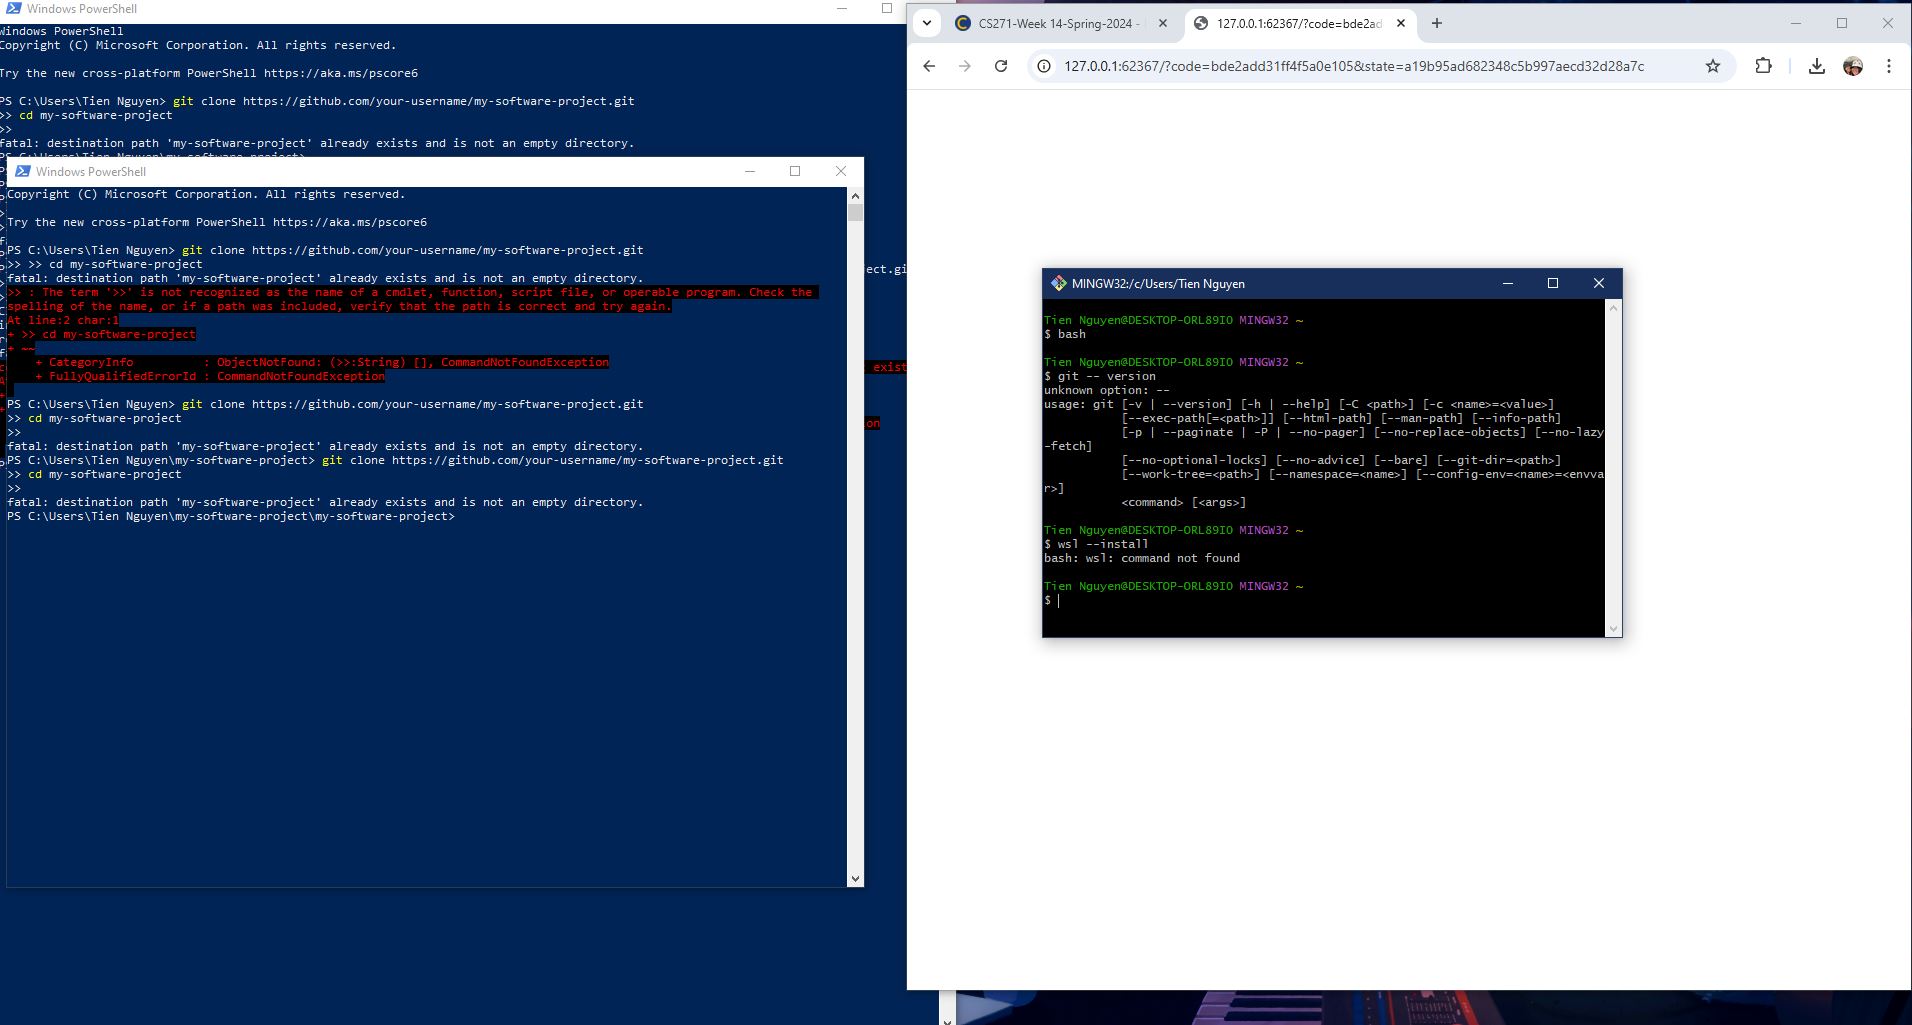 Windows PowerShell
Windows PowerShell
Copyright (C) Microsoft Corporation. All rights reserved.
Try the new cross-platform PowerShell https://aka.ms/pscore6
PS C:\Users\Tien Nguyen> git clone https://github.com/your-username/my-software-project.git
>> cd my-software-project
>>
fatal: destination path 'my-software-project' already exists and is not an empty directory.
PS C:\Users\Tien Nguyen\my-software-project>
ject.gi
exist
on
Windows PowerShell
Copyright (C) Microsoft Corporation. All rights reserved.
Try the new cross-platform PowerShell https://aka.ms/pscore6
PS C:\Users\Tien Nguyen> git clone https://github.com/your-username/my-software-project.git
>> >> cd my-software-project
fatal: destination path 'my-software-project' already exists and is not an empty directory.
>> : The term '>>' is not recognized as the name of a cmdlet, function, script file, or operable program. Check the
spelling of the name, or if a path was included, verify that the path is correct and try again.
At line:2 char:1
+ >> cd my-software-project
+ ~~
+ CategoryInfo : ObjectNotFound: (>>:String) [], CommandNotFoundException
+ FullyQualifiedErrorId : CommandNotFoundException
PS C:\Users\Tien Nguyen> git clone https://github.com/your-username/my-software-project.git
>> cd my-software-project
>>
fatal: destination path 'my-software-project' already exists and is not an empty directory.
PS C:\Users\Tien Nguyen\my-software-project> git clone https://github.com/your-username/my-software-project.git
>> cd my-software-project
>>
fatal: destination path 'my-software-project' already exists and is not an empty directory.
PS C:\Users\Tien Nguyen\my-software-project\my-software-project>
CS271-Week 14-Spring-2024 - work
127.0.0.1:62367/?code=bde2ad
127.0.0.1:62367/?code=bde2add31ff4f5a0e105&state=a19b95ad682348c5b997aecd32d28a7c
MINGW32:/c/Users/Tien Nguyen
Tien Nguyen@DESKTOP-ORL89IO MINGW32 ~
$ bash
Tien Nguyen@DESKTOP-ORL89IO MINGW32 ~
$ git -- version
unknown option: --
usage: git [-v | --version] [-h | --help] [-C <path>] [-c <name>=<value>]
[--exec-path[=<path>]] [--html-path] [--man-path] [--info-path]
[-p | --paginate | -P | --no-pager] [--no-replace-objects] [--no-lazy
-fetch]
[--no-optional-locks] [--no-advice] [--bare] [--git-dir=<path>]
[--work-tree=<path>] [--namespace=<name>] [--config-env=<name>=<envva
r>]
<command> [<args>]
Tien Nguyen@DESKTOP-ORL89IO MINGW32 ~
$ wsl --install
bash: wsl: command not found
Tien Nguyen@DESKTOP-ORL89IO MINGW32 ~
$